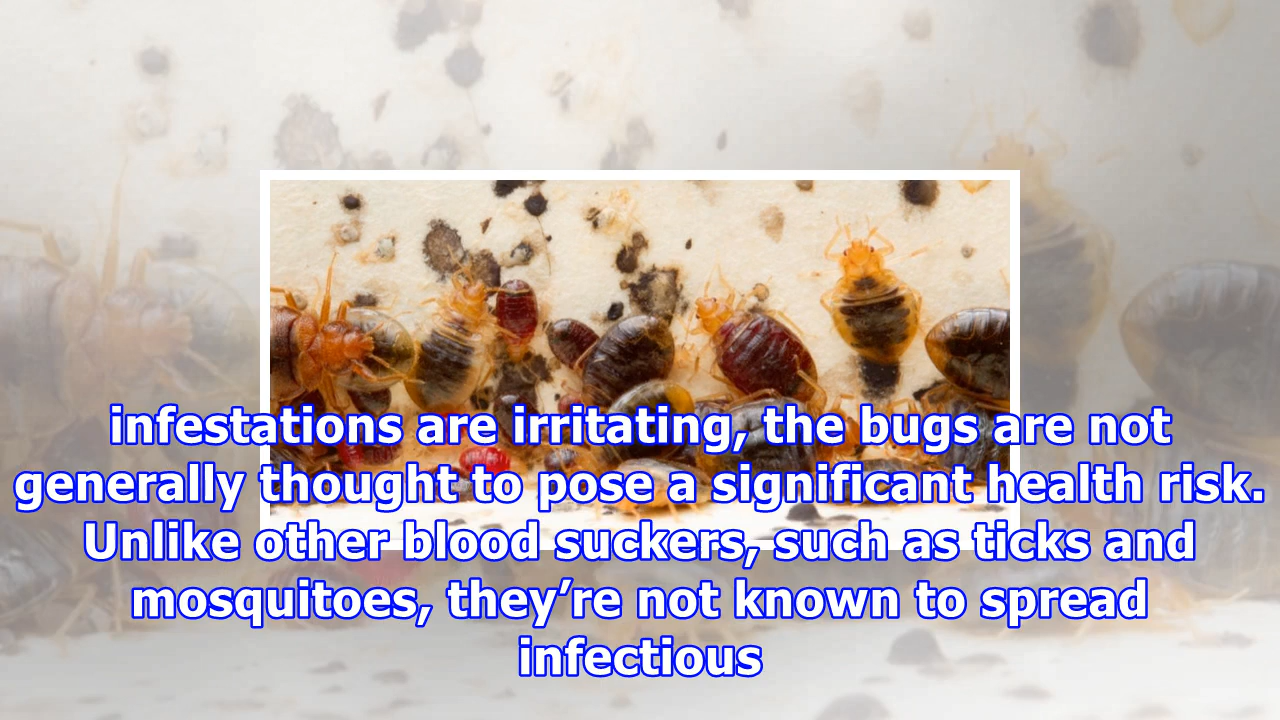 infestations are irritating, the bugs are not
generally thought to pose a significant health risk.
Unlike other blood suckers, such as ticks and
mosquitoes, they’re not known to spread
infectious